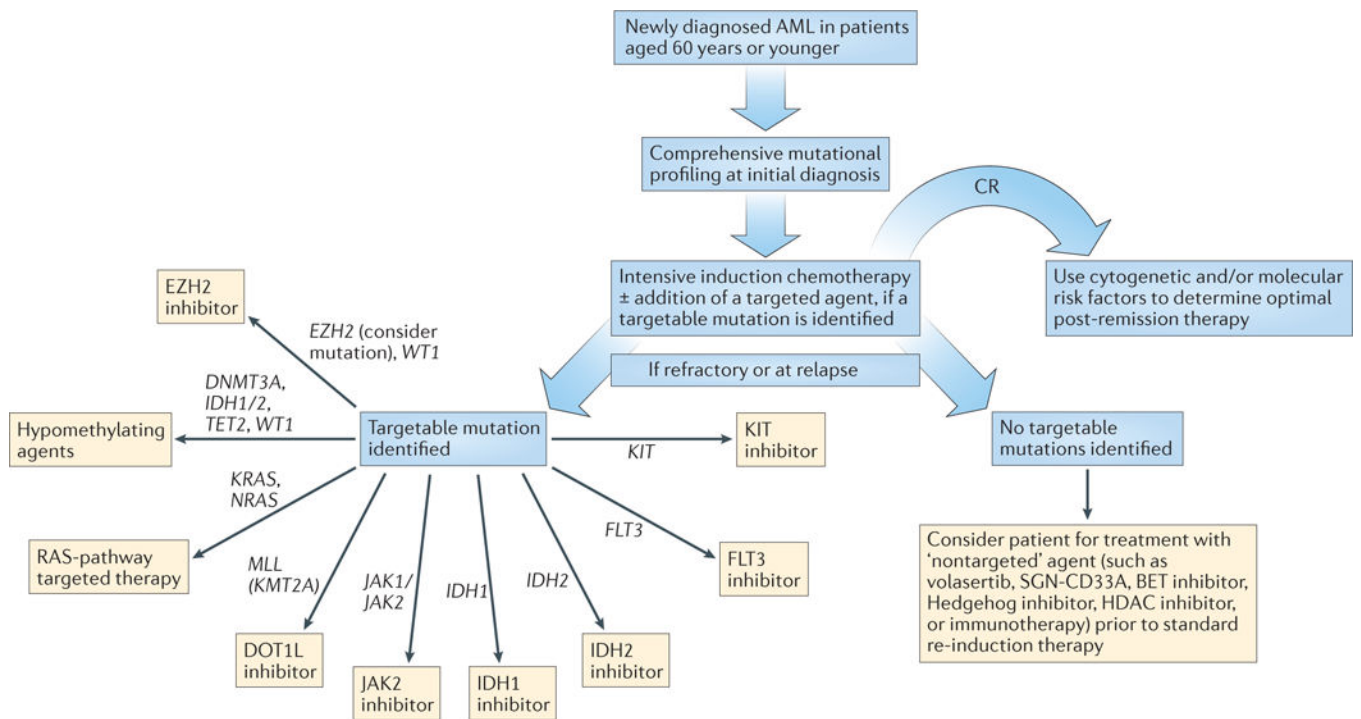 Newly diagnosed AML in patients
aged 60 years or younger
Comprehensive mutational
profiling at initial diagnosis
CR
Intensive induction chemotherapy
± addition of a targeted agent, if a
targetable mutation is identified
Use cytogenetic and/or molecular
risk factors to determine optimal
post-remission therapy
If refractory or at relapse
EZH2
inhibitor
EZH2 (consider
mutation), WT1
DNMT3A,
IDH1/2,
TET2, WT1
Hypomethylating
agents
Targetable mutation
identified
KIT
KIT
inhibitor
No targetable
mutations identified
KRAS,
NRAS
RAS-pathway
targeted therapy
MLL
(KMT2A)
DOT1L
inhibitor
JAK1/
JAK2
JAK2
inhibitor
IDH1
IDH1
inhibitor
IDH2
IDH2
inhibitor
FLT3
FLT3
inhibitor
Consider patient for treatment with
‘nontargeted’ agent (such as
volasertib, SGN-CD33A, BET inhibitor,
Hedgehog inhibitor, HDAC inhibitor,
or immunotherapy) prior to standard
re-induction therapy